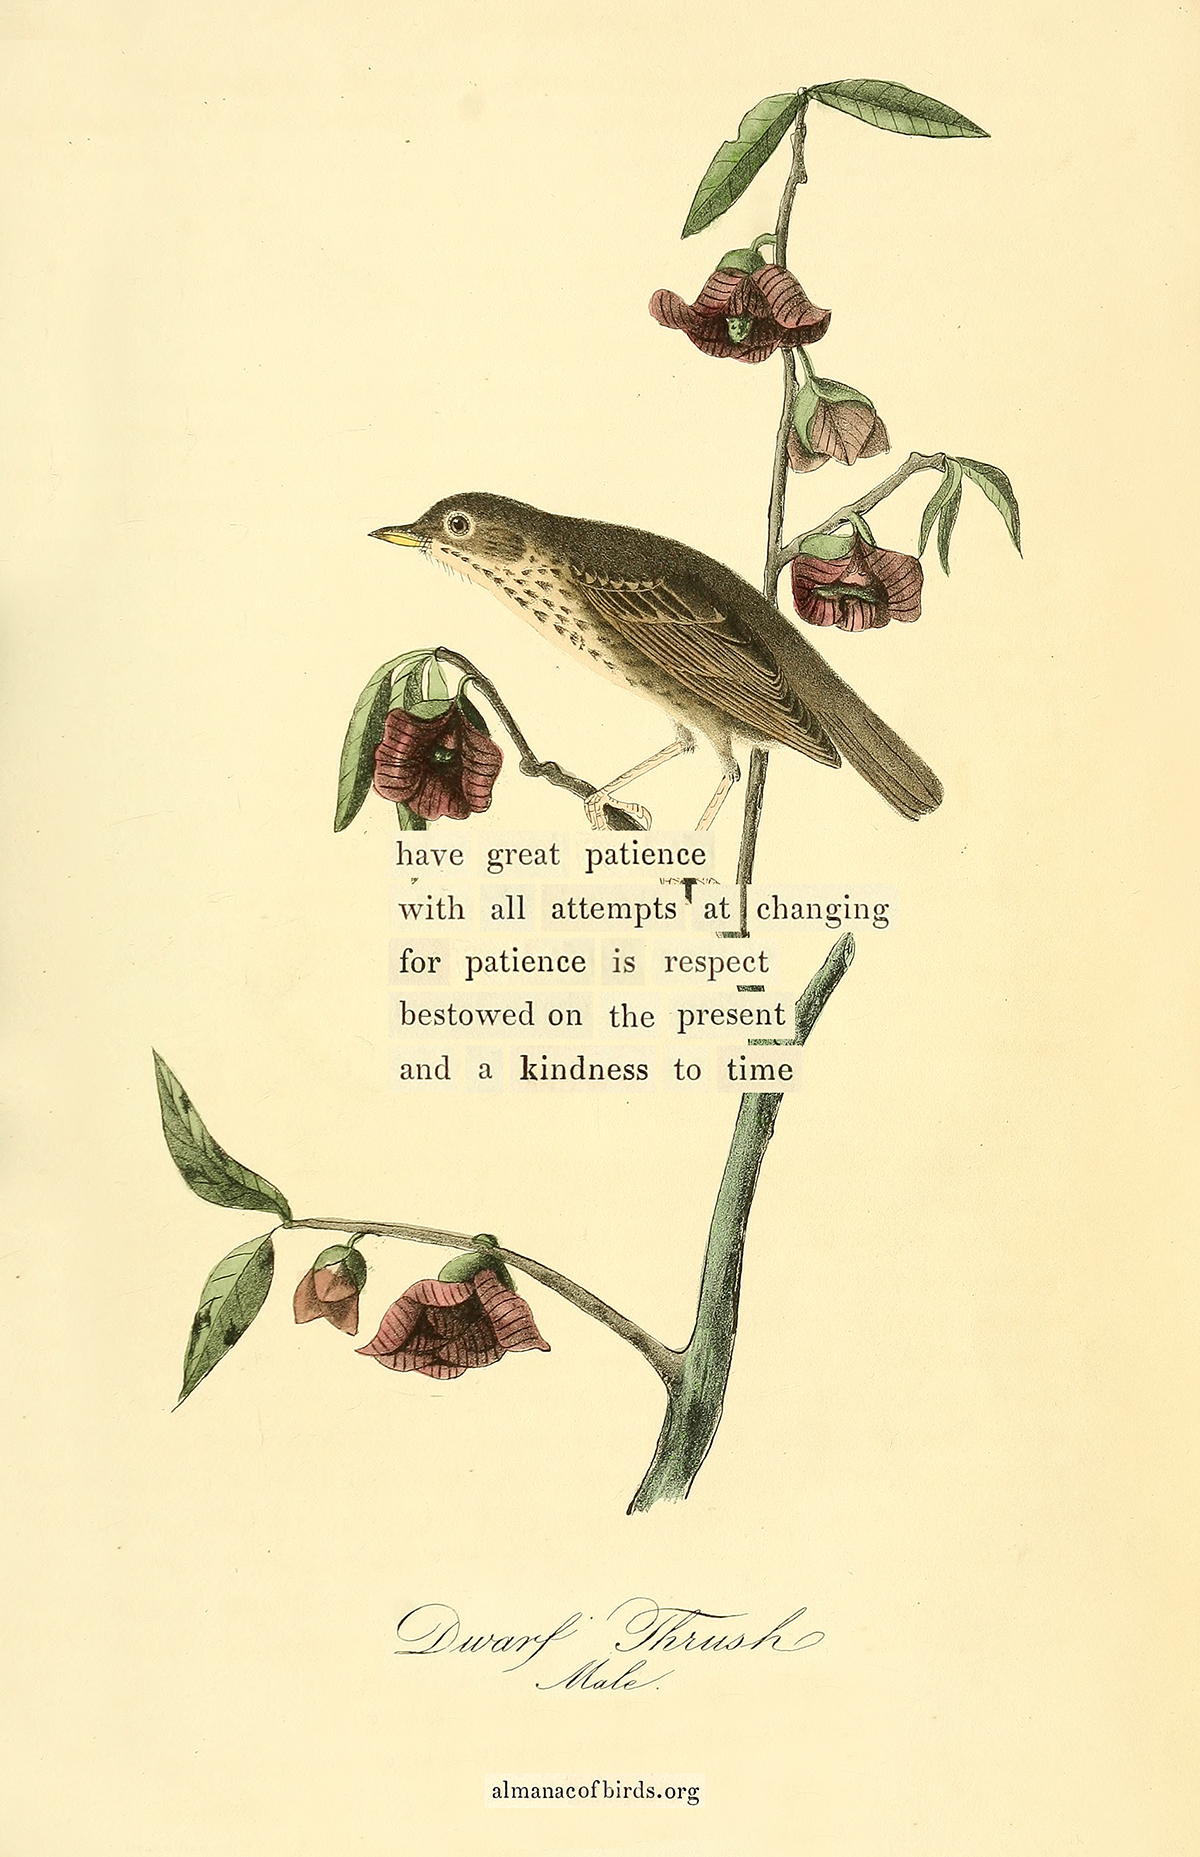 have great patience
with all attempts at changing
for patience is respect
bestowed on the present
and a kindness to time
Dwarf Thrush
Male.
almanacofbirds.org